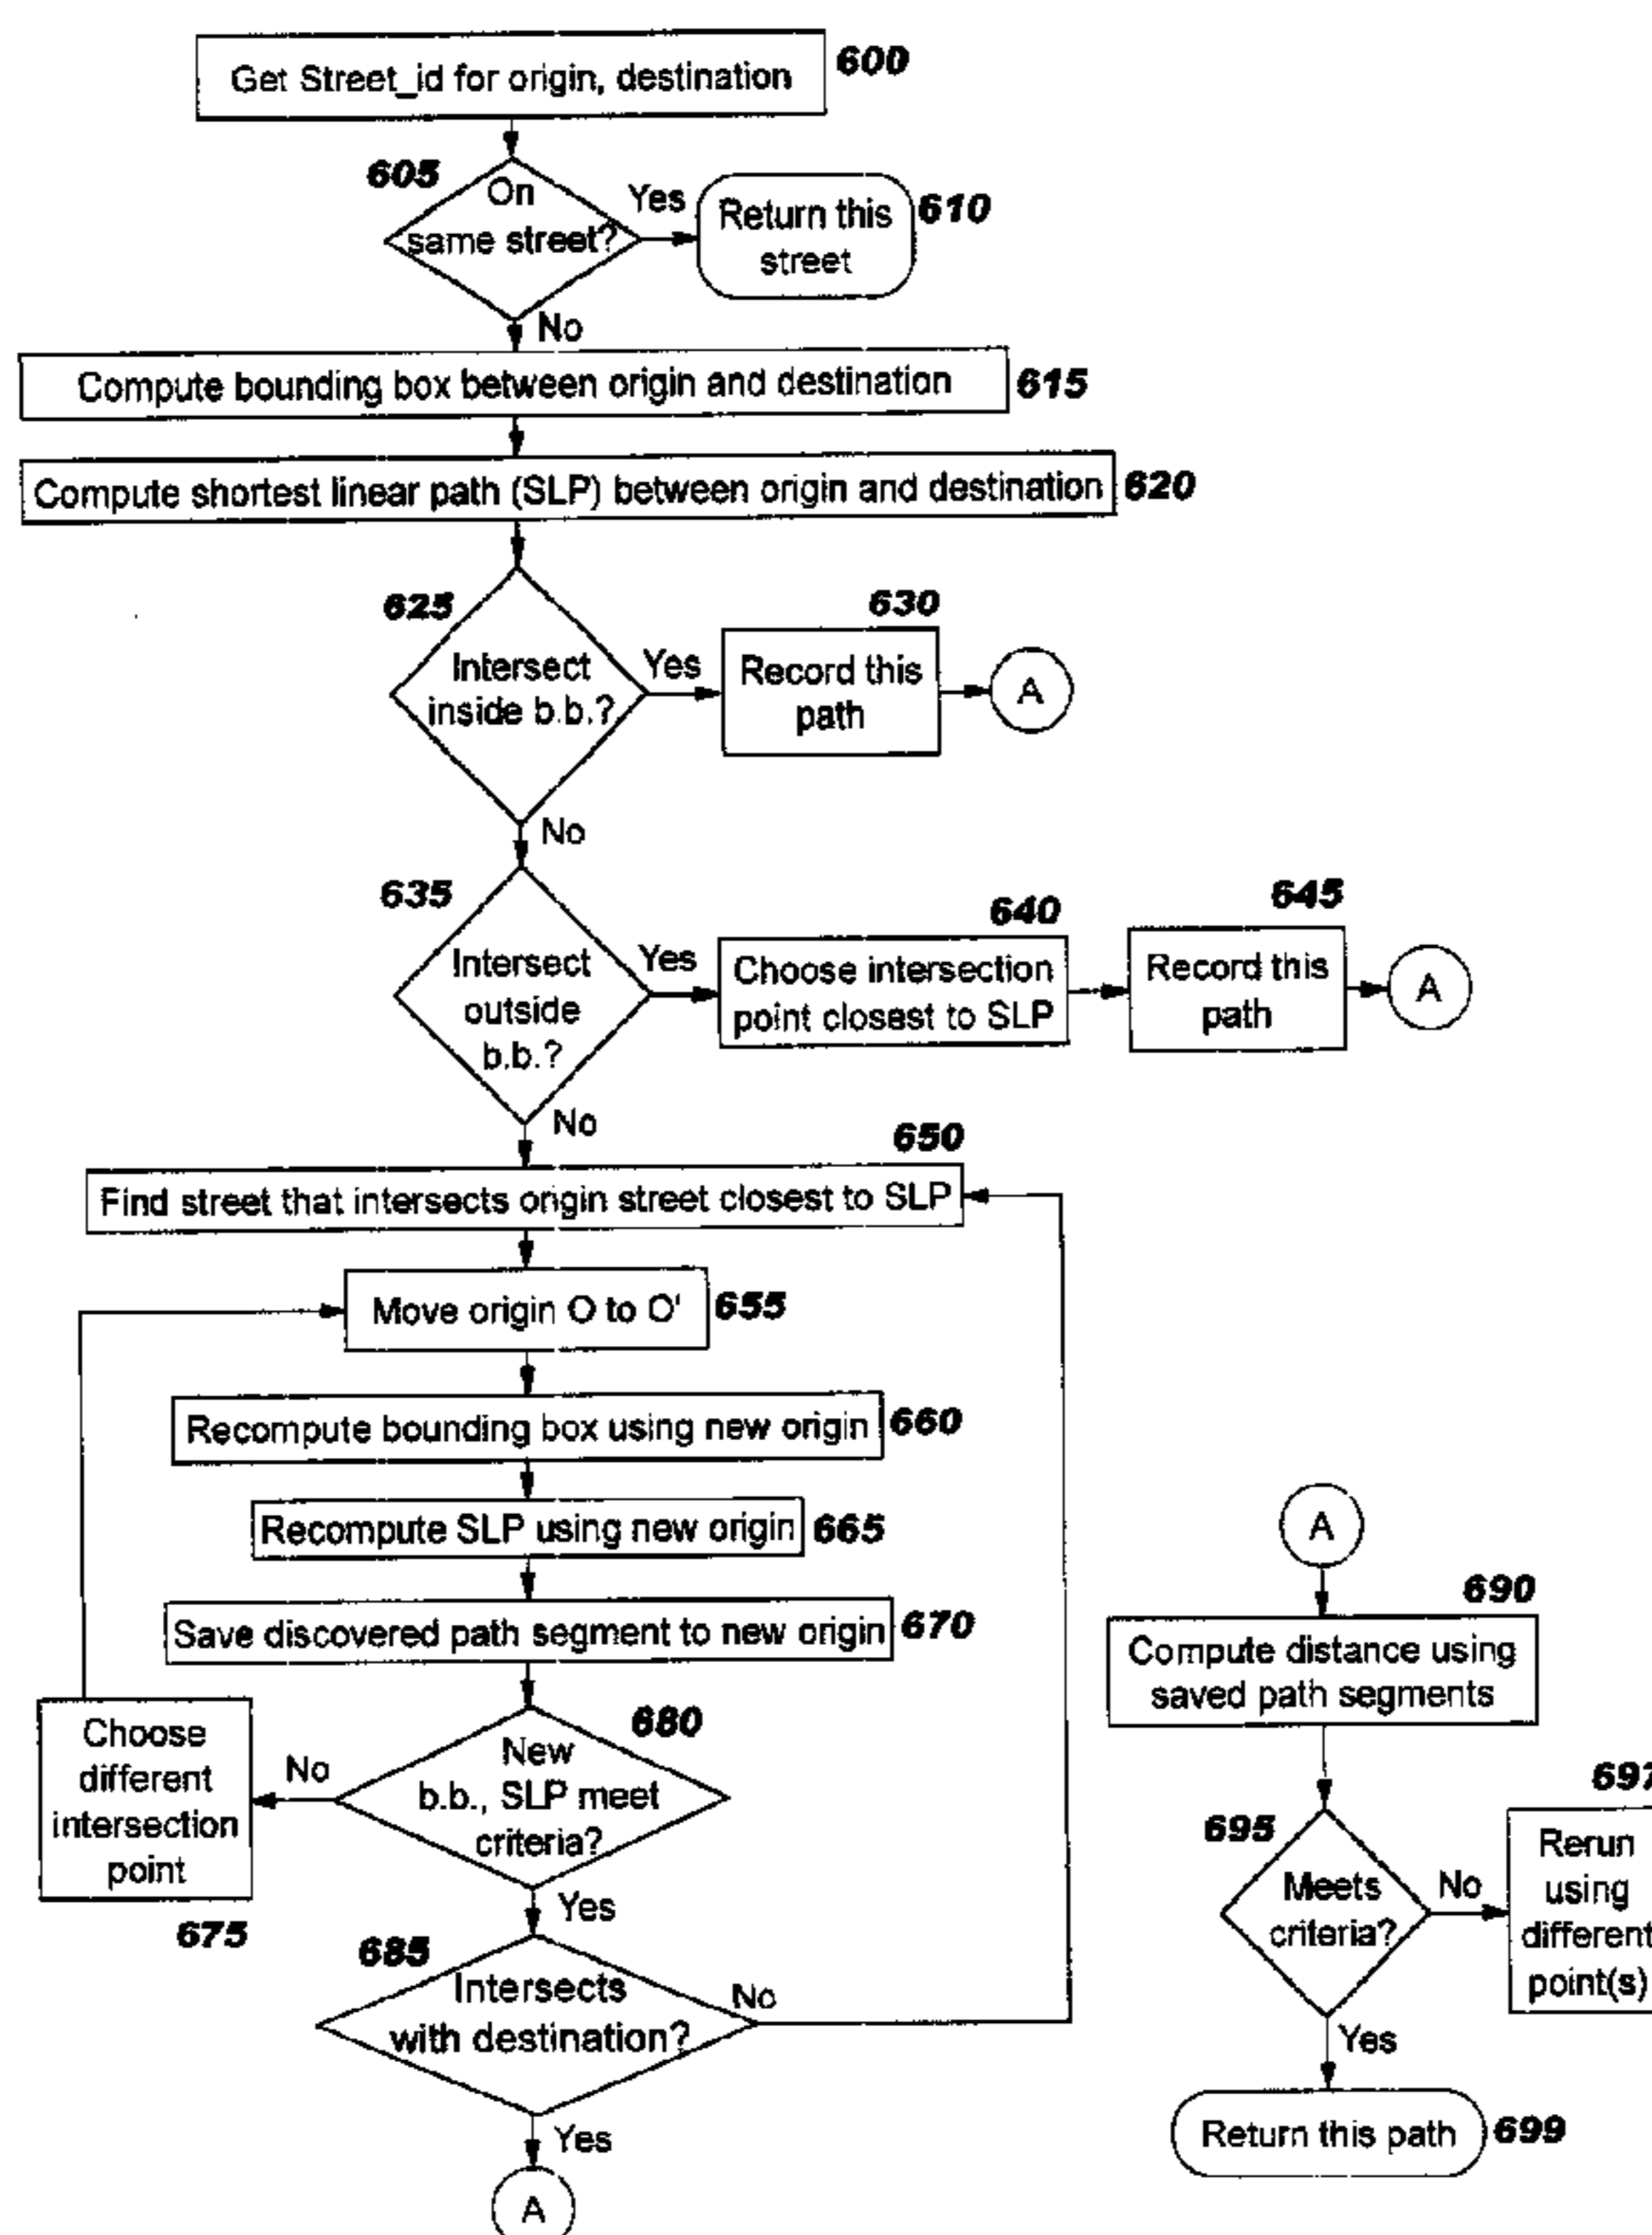 Get Street_id for origin, destination
600
605
On
same street?
Yes
Return this
street
610
No
Compute bounding box between origin and destination
615
Compute shortest linear path (SLP) between origin and destination
620
625
Intersect
inside b.b.?
Yes
630
Record this
path
A
No
635
Intersect
outside
b.b.?
Yes
640
Choose intersection
point closest to SLP
645
Record this
path
A
No
650
Find street that intersects origin street closest to SLP
Move origin O to O'
655
Recompute bounding box using new origin
660
Recompute SLP using new origin
665
Save discovered path segment to new origin
670
680
New
b.b., SLP meet
criteria?
No
Choose
different
intersection
point
675
Yes
685
Intersects
with destination?
No
Yes
A
A
690
Compute distance using
saved path segments
695
Meets
criteria?
No
697
Rerun
using
different
point(s)
Yes
Return this path
699